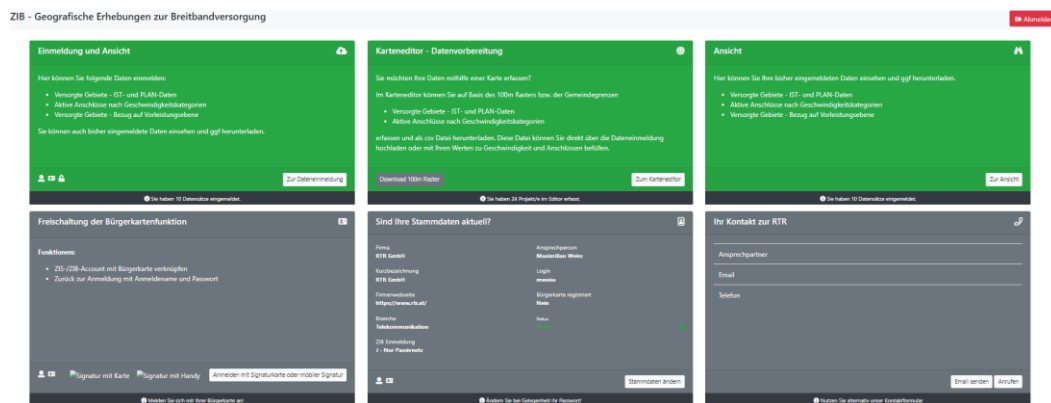 ZIB - Geografische Erhebungen zur Breitbandversorgung
Abmelden
Einmeldung und Ansicht
Hier können Sie folgende Daten einmelden:
Versorgte Gebiete - IST- und PLAN-Daten
Aktive Anschlüsse nach Geschwindigkeitskategorien
Versorgte Gebiete - Bezug auf Vorleistungsebene
Sie können auch bisher eingemeldete Daten einsehen und ggf herunterladen.
Zur Dateneinmeldung
Sie haben 10 Datensätze eingemeldet.
Karteneditor - Datenvorbereitung
Sie möchten Ihre Daten mithilfe einer Karte erfassen?
Im Karteneditor können Sie auf Basis des 100m Rasters bzw. der Gemeindegrenzen
Versorgte Gebiete - IST- und PLAN-Daten
Aktive Anschlüsse nach Geschwindigkeitskategorien
erfassen und als csv Datei herunterladen. Diese Datei können Sie direkt über die Dateneinmeldung
hochladen oder mit Ihren Werten zu Geschwindigkeit und Anschlüssen befüllen.
Download 100m Raster
Zum Karteneditor
Sie haben 24 Projekt/e im Editor erfasst.
Ansicht
Hier können Sie Ihre bisher eingemeldeten Daten einsehen und ggf herunterladen.
Versorgte Gebiete - IST- und PLAN-Daten
Aktive Anschlüsse nach Geschwindigkeitskategorien
Versorgte Gebiete - Bezug auf Vorleistungsebene
Zur Ansicht
Sie haben 10 Datensätze eingemeldet.
Freischaltung der Bürgerkartenfunktion
Funktionen:
ZIS-/ZIB-Account mit Bürgerkarte verknüpfen
Zurück zur Anmeldung mit Anmeldename und Passwort
Signatur mit Karte
Signatur mit Handy
Anmelden mit Signaturkarte oder mobiler Signatur
Melden Sie sich mit Ihrer Bürgerkarte an!
Sind Ihre Stammdaten aktuell?
Firma
RTR GmbH
Kurzbezeichnung
RTR GmbH
Firmenwebseite
https://www.rtr.at/
Branche
Telekommunikation
ZIB Einmeldung
J - Nur Passivnetz
Ansprechperson
Maximilian Weiss
Login
Bürgerkarte registriert
Nein
Status
Stammdaten ändern
Ändern Sie bei Gelegenheit Ihr Passwort!
Ihr Kontakt zur RTR
Ansprechpartner
Email
Telefon
Email senden
Anrufen
Nutzen Sie alternativ unser Kontaktformular